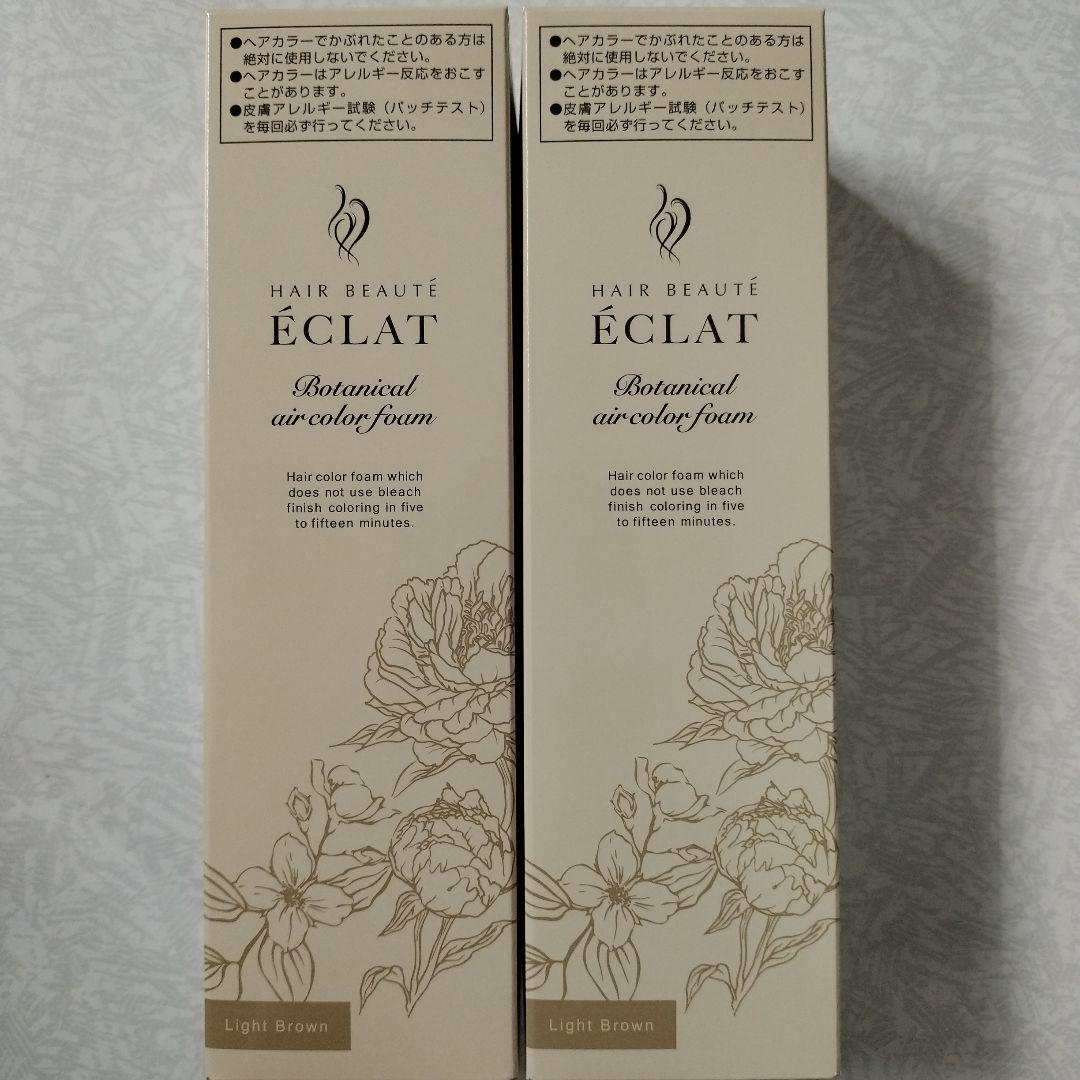 ●ヘアカラーでかぶれたことのある方は
絶対に使用しないでください。
●ヘアカラーはアレルギー反応をおこす
ことがあります。
●皮膚アレルギー試験（パッチテスト）
を毎回必ず行ってください。
HAIR BEAUTÉ
ÉCLAT
Botanical
air color foam
Hair color foam which
does not use bleach
finish coloring in five
to fifteen minutes.
Light Brown
●ヘアカラーでかぶれたことのある方は
絶対に使用しないでください。
●ヘアカラーはアレルギー反応をおこす
ことがあります。
●皮膚アレルギー試験（パッチテスト）
を毎回必ず行ってください。
HAIR BEAUTÉ
ÉCLAT
Botanical
air color foam
Hair color foam which
does not use bleach
finish coloring in five
to fifteen minutes.
Light Brown